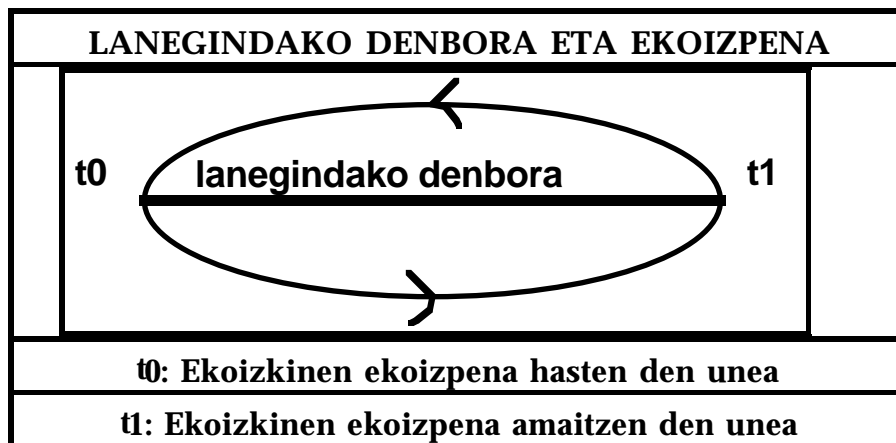 LANEGINDAKO DENBORA ETA EKOIZPENA
t0 lanegindako denbora t1
t0: Ekoizkinen ekoizpena hasten den unea
t1: Ekoizkinen ekoizpena amaitzen den unea